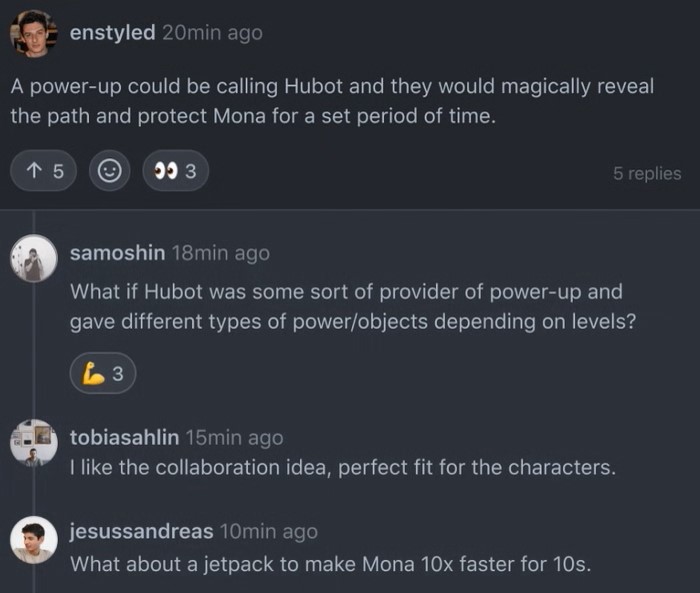 enstyled 20min ago
A power-up could be calling Hubot and they would magically reveal
the path and protect Mona for a set period of time.
↑ 5 👀 3 5 replies
samoshin 18min ago
What if Hubot was some sort of provider of power-up and
gave different types of power/objects depending on levels?
💪 3
tobiasahlin 15min ago
I like the collaboration idea, perfect fit for the characters.
jesussandreas 10min ago
What about a jetpack to make Mona 10x faster for 10s.